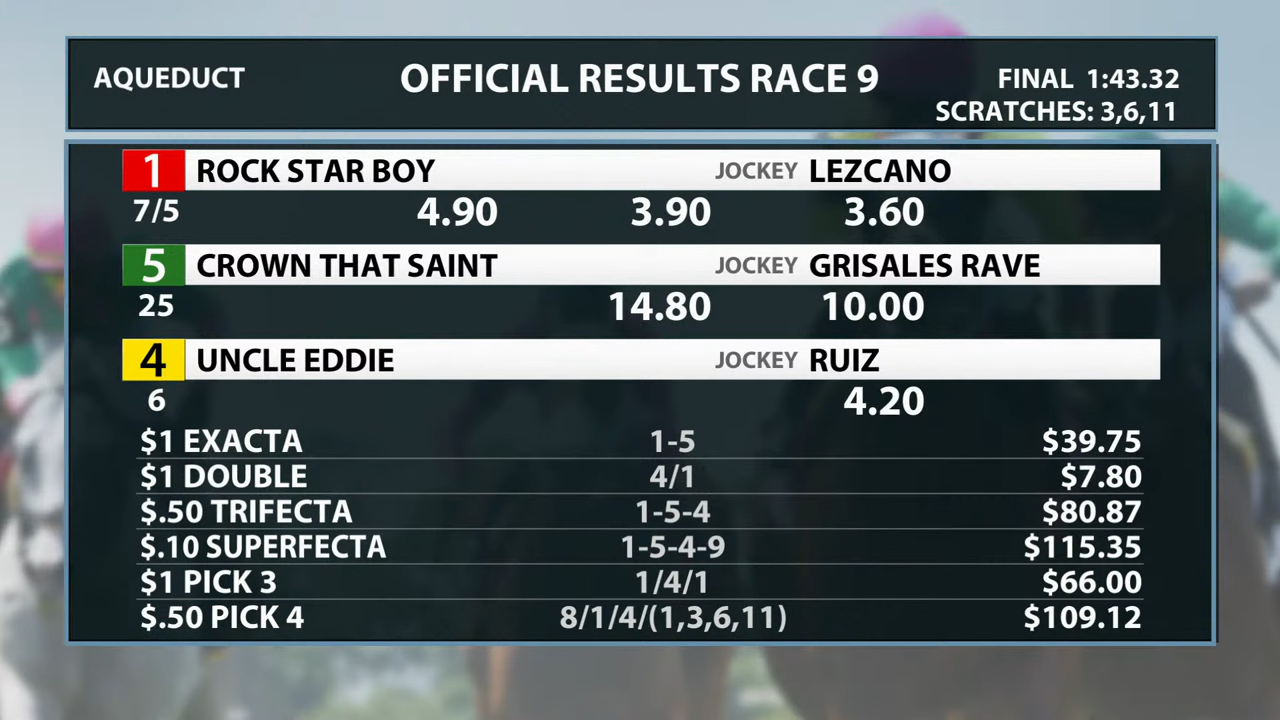 AQUEDUCT
OFFICIAL RESULTS RACE 9
FINAL 1:43.32
SCRATCHES: 3,6,11
1 ROCK STAR BOY JOCKEY LEZCANO
7/5 4.90 3.90 3.60
5 CROWN THAT SAINT JOCKEY GRISALES RAVE
25 14.80 10.00
4 UNCLE EDDIE JOCKEY RUIZ
6 4.20
$1 EXACTA 1-5 $39.75
$1 DOUBLE 4/1 $7.80
$.50 TRIFECTA 1-5-4 $80.87
$.10 SUPERFECTA 1-5-4-9 $115.35
$1 PICK 3 1/4/1 $66.00
$.50 PICK 4 8/1/4/(1,3,6,11) $109.12